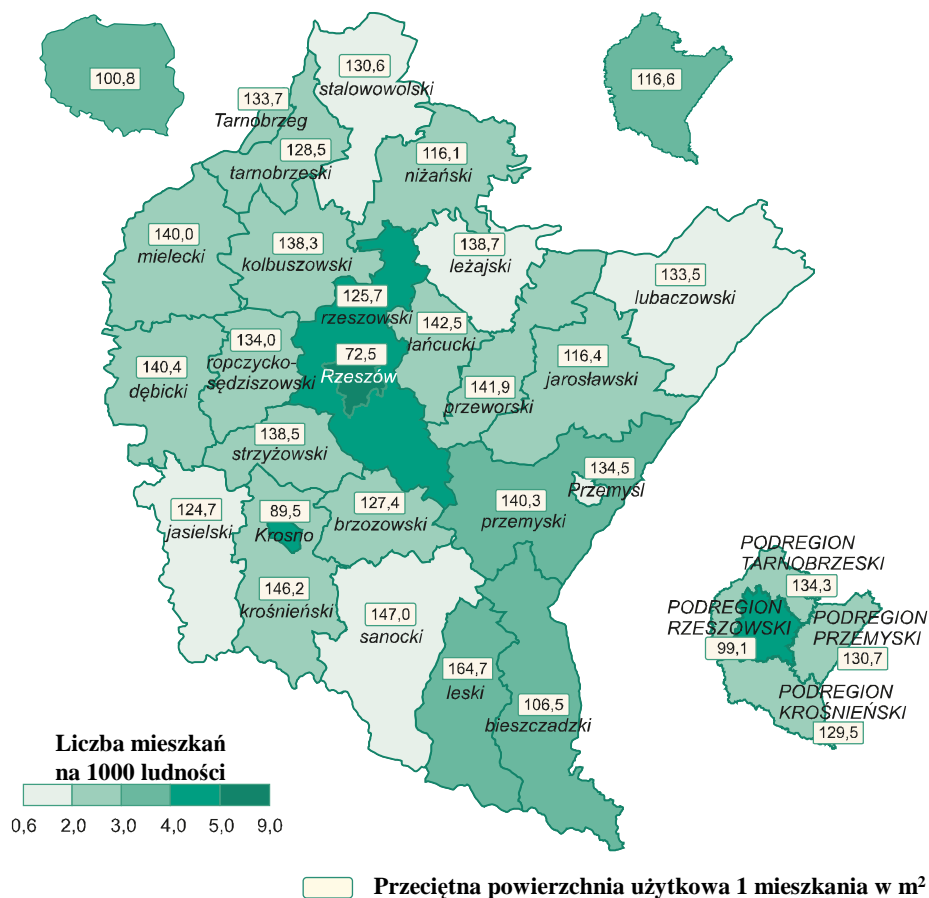 100,8
130,6
stalowowolski
116,6
133,7
Tarnobrzeg
128,5
tarnobrzeski
116,1
niżański
140,0
mielecki
138,3
kolbuszowski
138,7
leżajski
133,5
lubaczowski
125,7
rzeszowski
142,5
łańcucki
134,0
ropczycko-
sędziszowski
72,5
Rzeszów
116,4
jarosławski
140,4
dębicki
141,9
przeworski
138,5
strzyżowski
134,5
Przemyśl
140,3
przemyski
124,7
jasielski
89,5
Krosno
127,4
brzozowski
146,2
krośnieński
147,0
sanocki
164,7
leski
106,5
bieszczadzki
PODREGION
TARNOBRZESKI
134,3
PODREGION
RZESZOWSKI
99,1
PODREGION
PRZEMYSKI
130,7
PODREGION
KROŚNIEŃSKI
129,5
Liczba mieszkań
na 1000 ludności
0,6 2,0 3,0 4,0 5,0 9,0
Przeciętna powierzchnia użytkowa 1 mieszkania w m²